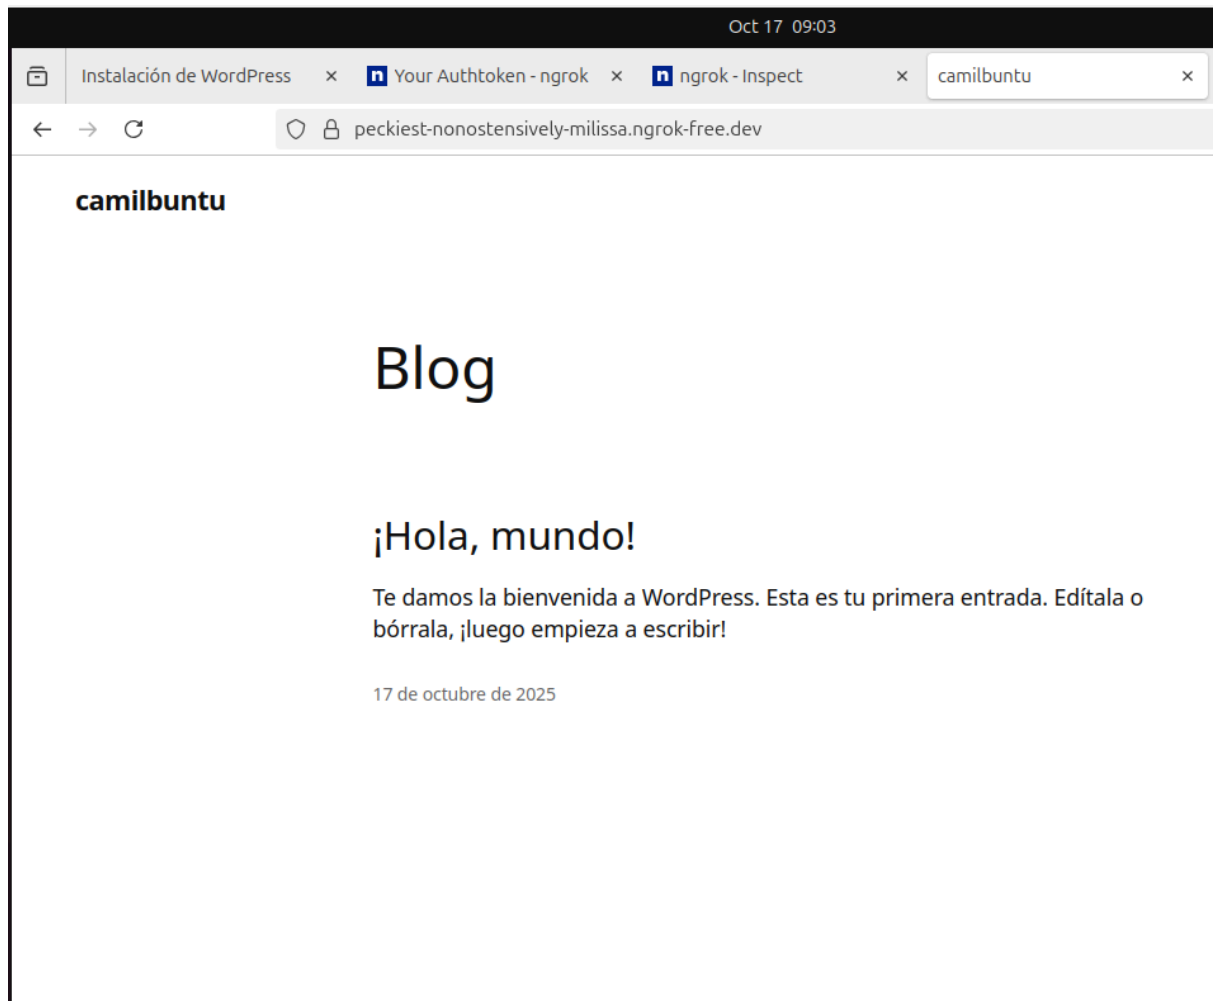 Oct 17 09:03
Instalación de WordPress
n Your Authtoken - ngrok
n ngrok - Inspect
camilbuntu
peckiest-nonostensively-milissa.ngrok-free.dev
camilbuntu
Blog
¡Hola, mundo!
Te damos la bienvenida a WordPress. Esta es tu primera entrada. Edítala o
bórrala, ¡luego empieza a escribir!
17 de octubre de 2025